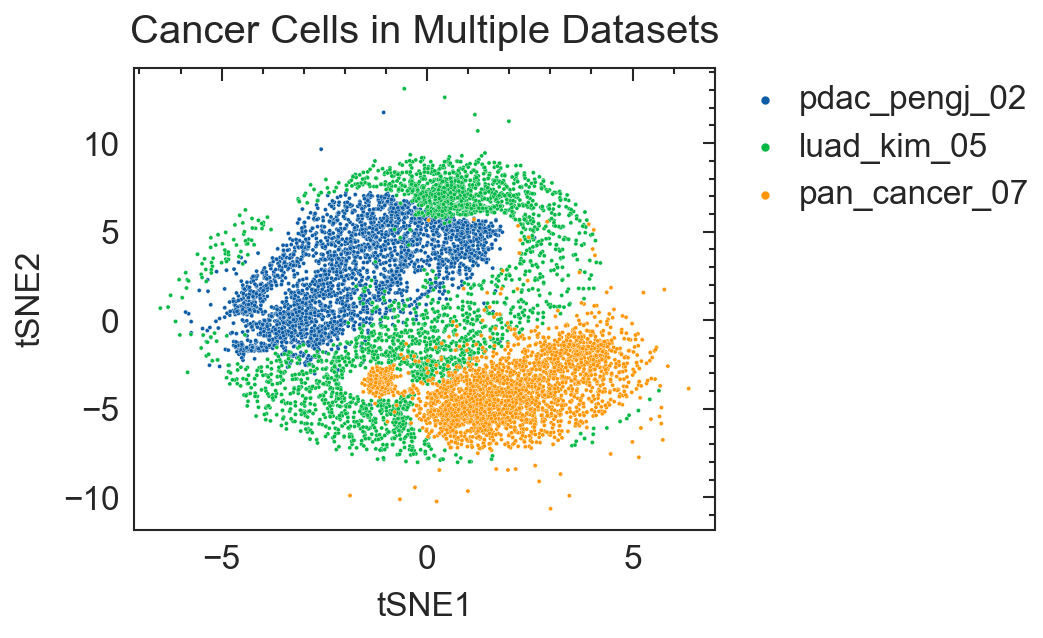 Cancer Cells in Multiple Datasets
pdac_pengj_02
luad_kim_05
pan_cancer_07
10
5
0
−5
−10
tSNE2
−5 0 5
tSNE1